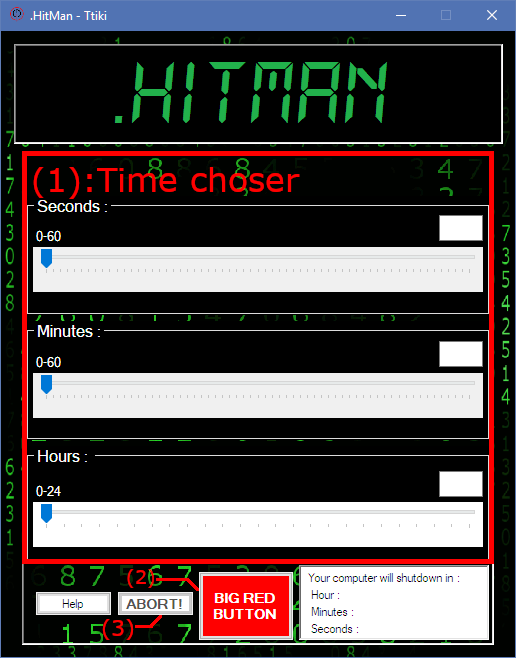 .HitMan - Ttiki
.HITMAN
(1):Time choser
Seconds :
0-60
Minutes :
0-60
Hours :
0-24
(2)
Help
ABORT!
(3)
BIG RED
BUTTON
Your computer will shutdown in :
Hour :
Minutes :
Seconds :